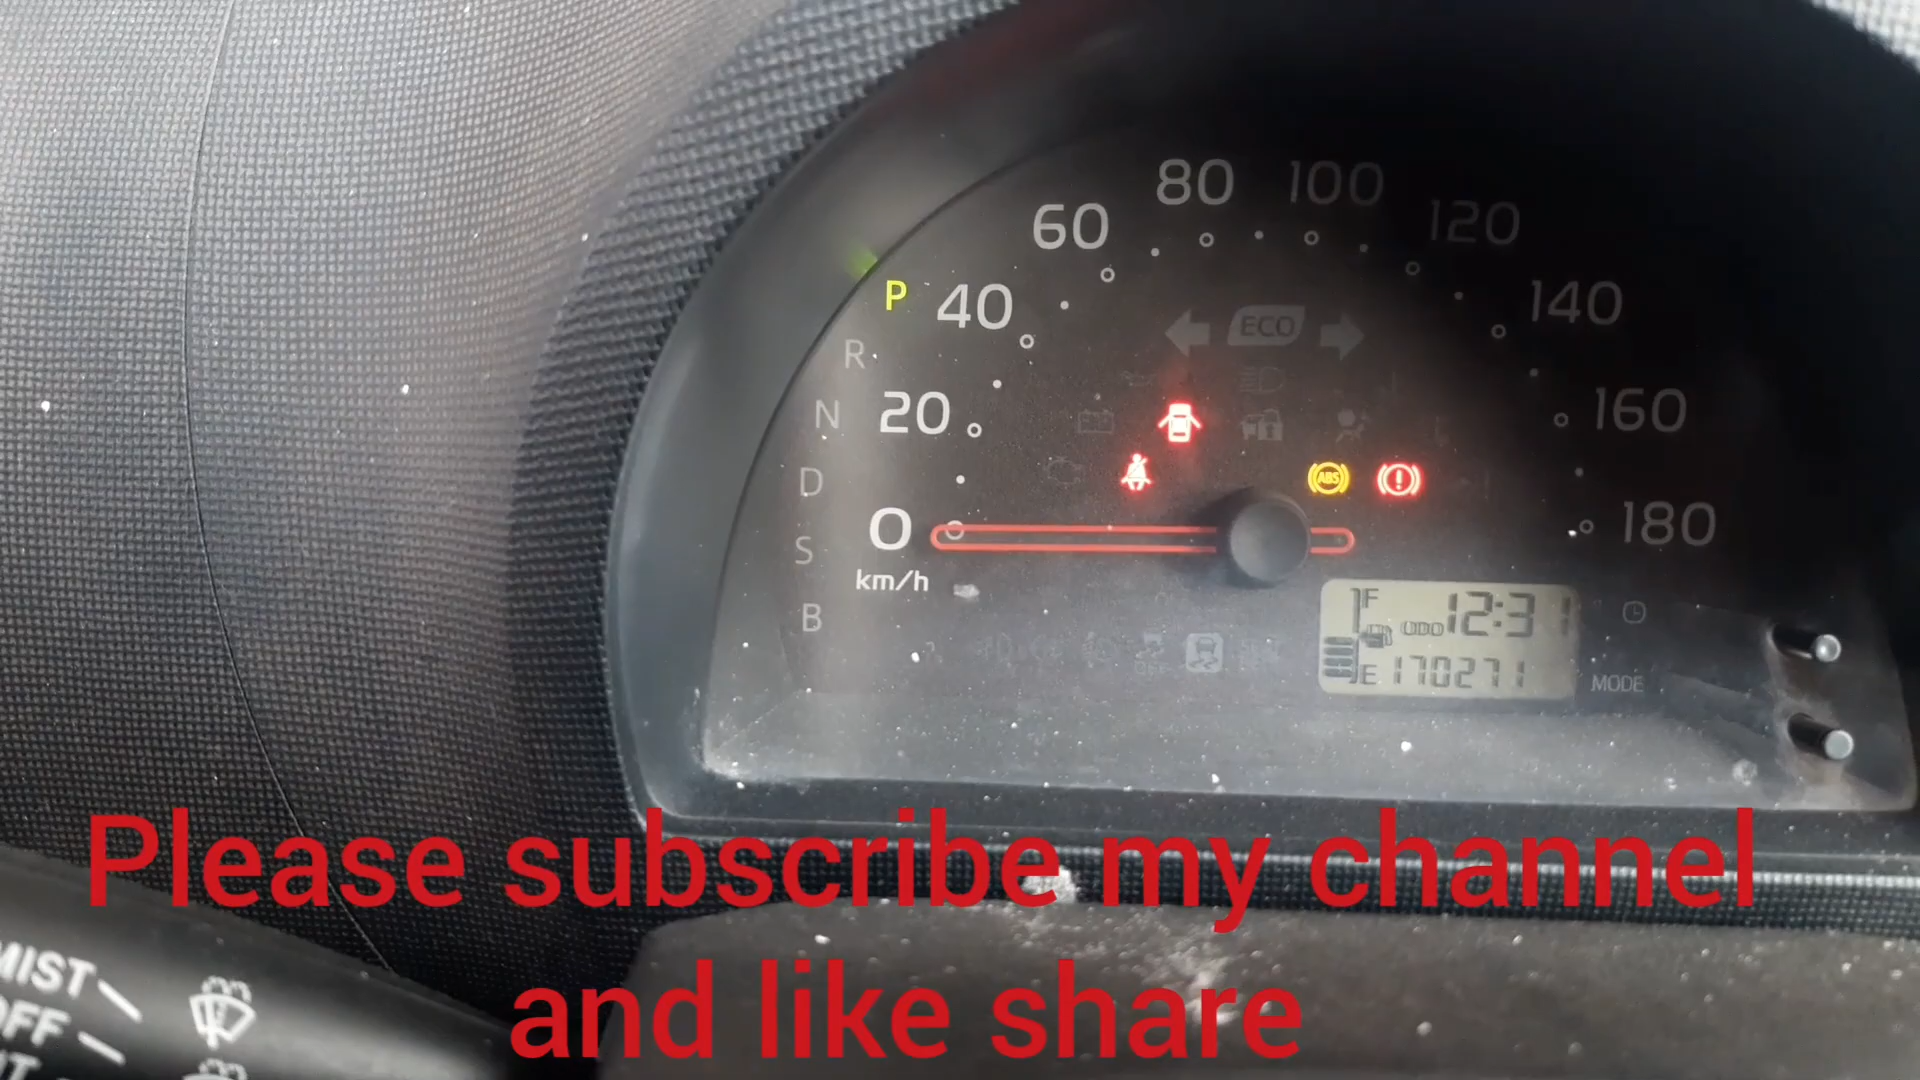 80 100
60 120
P 40 ECO 140
R
N 20 160
D ABS
0 180
S km/h
F 12:31
B ODO
E 170271 MODE
Please subscribe my channel
MIST
and like share
OFF